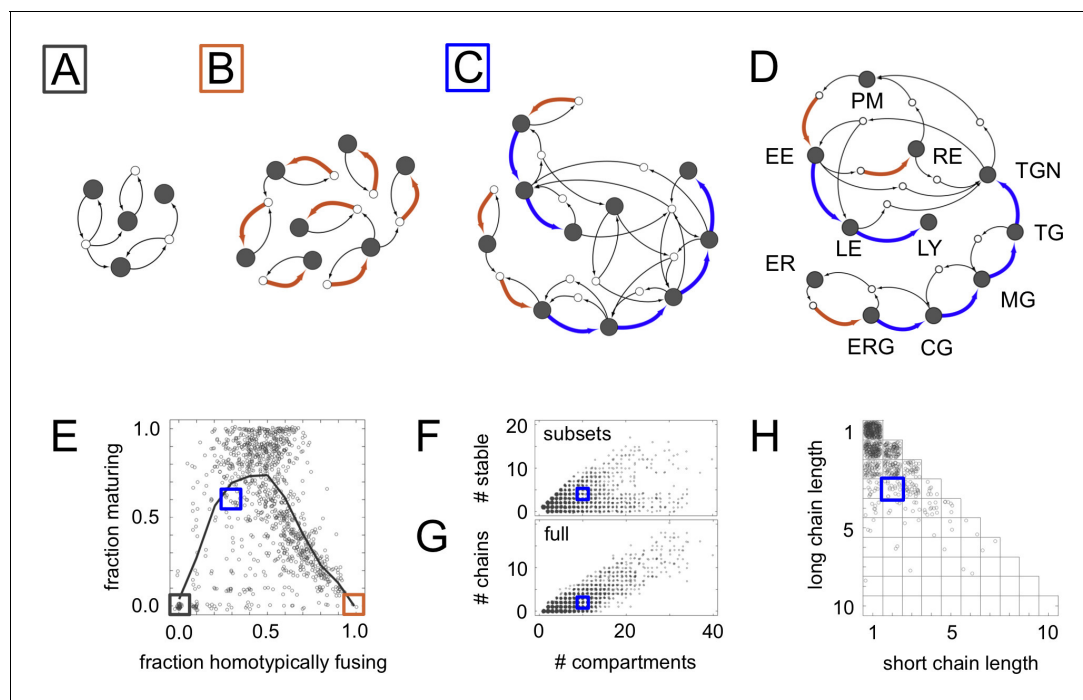 A
B
C
D
PM
EE
RE
TGN
LE
LY
TG
ER
MG
ERG
CG
E
fraction maturing
1.0
0.5
0.0
0.0
0.5
1.0
fraction homotypically fusing
F
# stable
20
10
0
subsets
G
# chains
10
0
full
0
10
20
30
40
# compartments
H
long chain length
1
5
10
1
5
10
short chain length